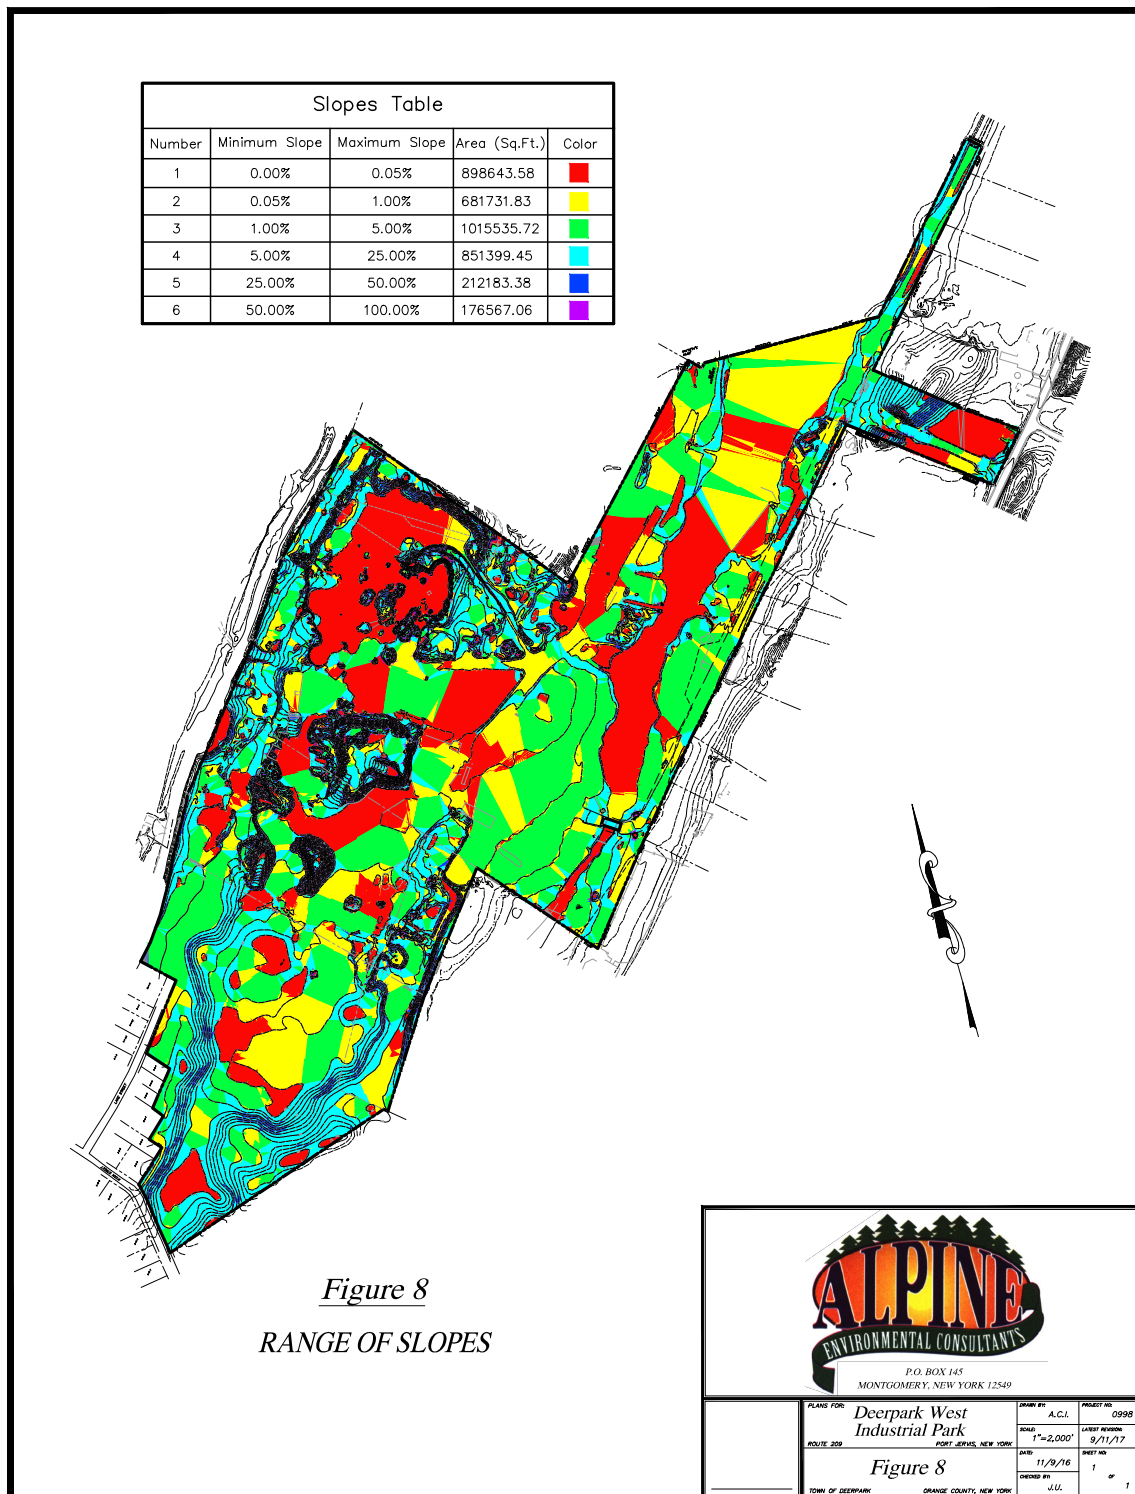 Slopes Table
Number Minimum Slope Maximum Slope Area (Sq.Ft.) Color
1 0.00% 0.05% 898643.58
2 0.05% 1.00% 681731.83
3 1.00% 5.00% 1015535.72
4 5.00% 25.00% 851399.45
5 25.00% 50.00% 212183.38
6 50.00% 100.00% 176567.06
Figure 8
RANGE OF SLOPES
ALPINE
ENVIRONMENTAL CONSULTANTS
P.O. BOX 145
MONTGOMERY, NEW YORK 12549
PLANS FOR:
Deerpark West
Industrial Park
ROUTE 209 PORT JERVIS, NEW YORK
DRAWN BY:
A.C.I.
PROJECT NO:
0998
SCALE:
1"=2,000'
LATEST REVISION:
9/11/17
Figure 8
TOWN OF DEERPARK ORANGE COUNTY, NEW YORK
DATE:
11/9/16
CHECKED BY:
J.U.
SHEET NO:
1
OF
1